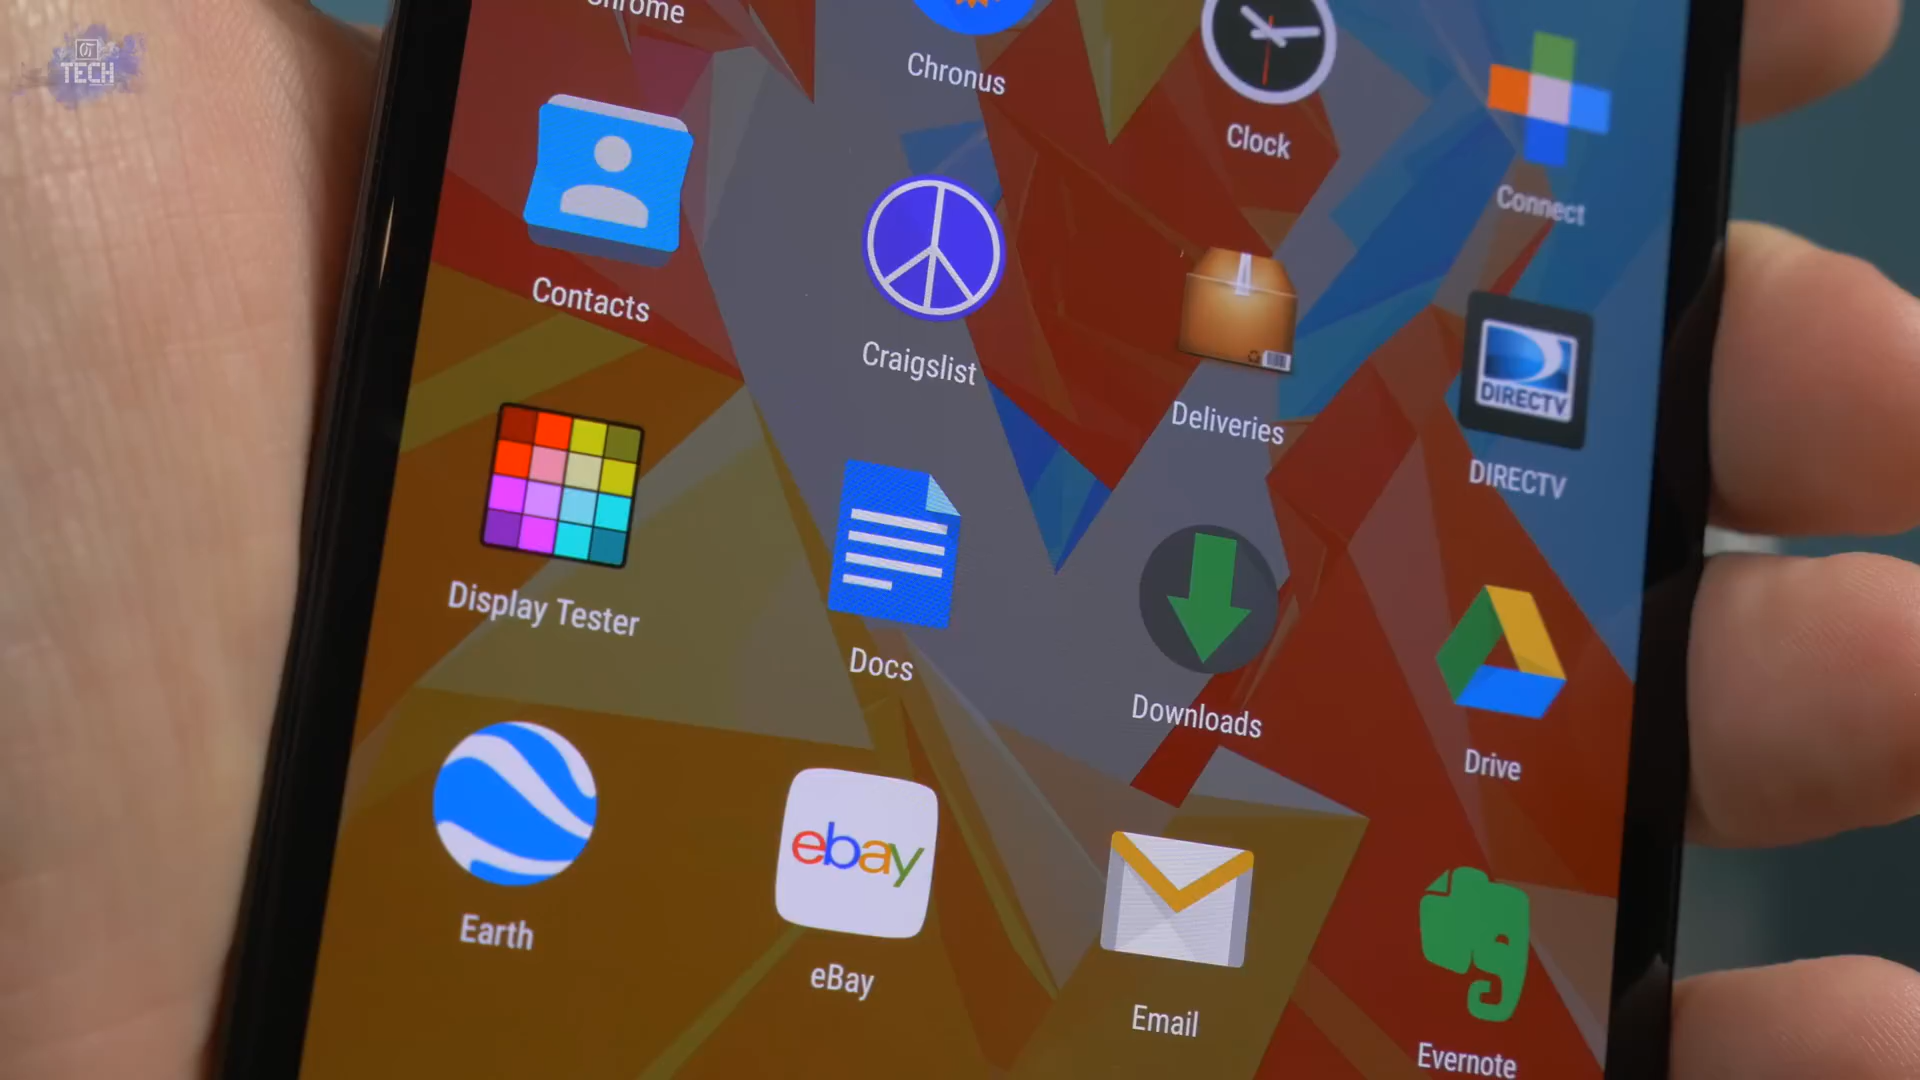 TECH
Chrome
Chronus
Clock
Connect
Contacts
Craigslist
Deliveries
DIRECTV
DIRECTV
Display Tester
Docs
Downloads
Drive
Earth
ebay
eBay
Email
Evernote